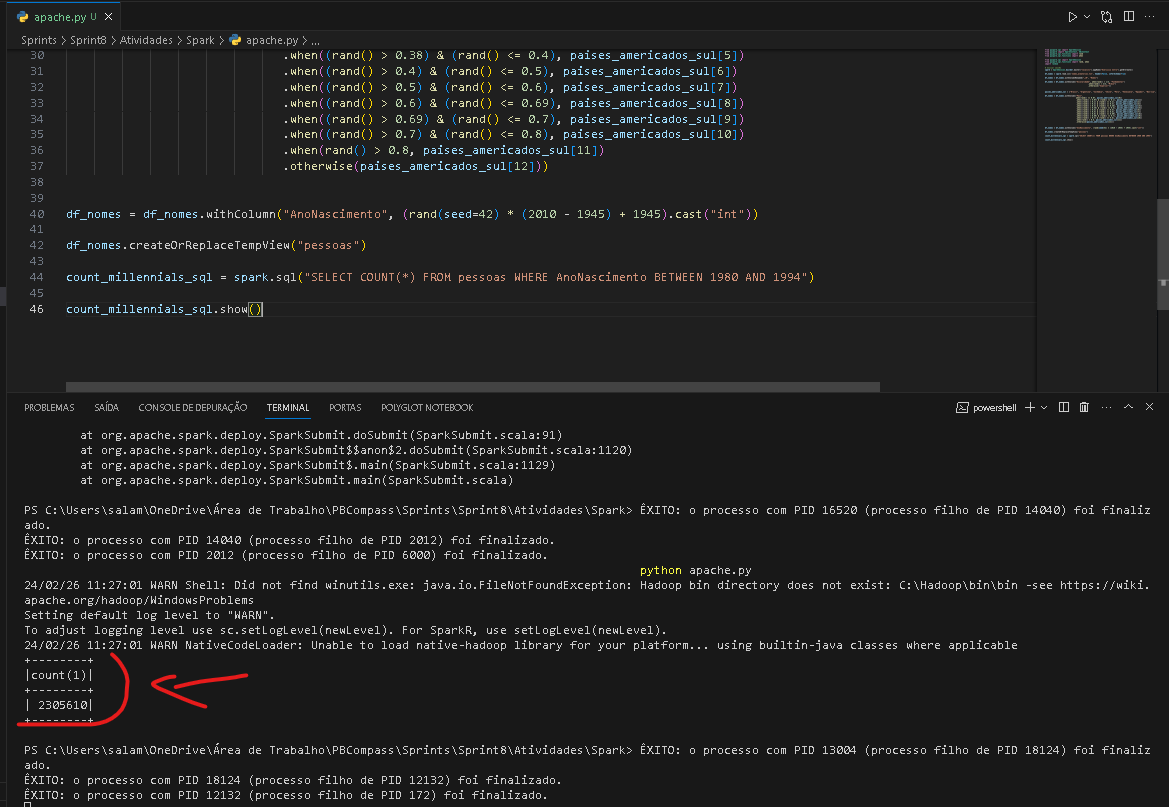 apache.py U
Sprints > Sprint8 > Atividades > Spark > apache.py > ...
30 .when((rand() > 0.38) & (rand() <= 0.4), paises_americados_sul[5])
31 .when((rand() > 0.4) & (rand() <= 0.5), paises_americados_sul[6])
32 .when((rand() > 0.5) & (rand() <= 0.6), paises_americados_sul[7])
33 .when((rand() > 0.6) & (rand() <= 0.69), paises_americados_sul[8])
34 .when((rand() > 0.69) & (rand() <= 0.7), paises_americados_sul[9])
35 .when((rand() > 0.7) & (rand() <= 0.8), paises_americados_sul[10])
36 .when(rand() > 0.8, paises_americados_sul[11])
37 .otherwise(paises_americados_sul[12]))
38
39
40 df_nomes = df_nomes.withColumn("AnoNascimento", (rand(seed=42) * (2010 - 1945) + 1945).cast("int"))
41
42 df_nomes.createOrReplaceTempView("pessoas")
43
44 count_millennials_sql = spark.sql("SELECT COUNT(*) FROM pessoas WHERE AnoNascimento BETWEEN 1980 AND 1994")
45
46 count_millennials_sql.show()
PROBLEMAS SAÍDA CONSOLE DE DEPURAÇÃO TERMINAL PORTAS POLYGLOT NOTEBOOK powershell
at org.apache.spark.deploy.SparkSubmit.doSubmit(SparkSubmit.scala:91)
at org.apache.spark.deploy.SparkSubmit$$anon$2.doSubmit(SparkSubmit.scala:1120)
at org.apache.spark.deploy.SparkSubmit$.main(SparkSubmit.scala:1129)
at org.apache.spark.deploy.SparkSubmit.main(SparkSubmit.scala)
PS C:\Users\salam\OneDrive\Área de Trabalho\PBCompass\Sprints\Sprint8\Atividades\Spark> ÊXITO: o processo com PID 16520 (processo filho de PID 14040) foi finaliz
ado.
ÊXITO: o processo com PID 14040 (processo filho de PID 2012) foi finalizado.
ÊXITO: o processo com PID 2012 (processo filho de PID 6000) foi finalizado.
python apache.py
24/02/26 11:27:01 WARN Shell: Did not find winutils.exe: java.io.FileNotFoundException: Hadoop bin directory does not exist: C:\Hadoop\bin\bin -see https://wiki.
apache.org/hadoop/WindowsProblems
Setting default log level to "WARN".
To adjust logging level use sc.setLogLevel(newLevel). For SparkR, use setLogLevel(newLevel).
24/02/26 11:27:01 WARN NativeCodeLoader: Unable to load native-hadoop library for your platform... using builtin-java classes where applicable
+--------+
|count(1)|
+--------+
| 2305610|
+--------+
PS C:\Users\salam\OneDrive\Área de Trabalho\PBCompass\Sprints\Sprint8\Atividades\Spark> ÊXITO: o processo com PID 13004 (processo filho de PID 18124) foi finaliz
ado.
ÊXITO: o processo com PID 18124 (processo filho de PID 12132) foi finalizado.
ÊXITO: o processo com PID 12132 (processo filho de PID 172) foi finalizado.